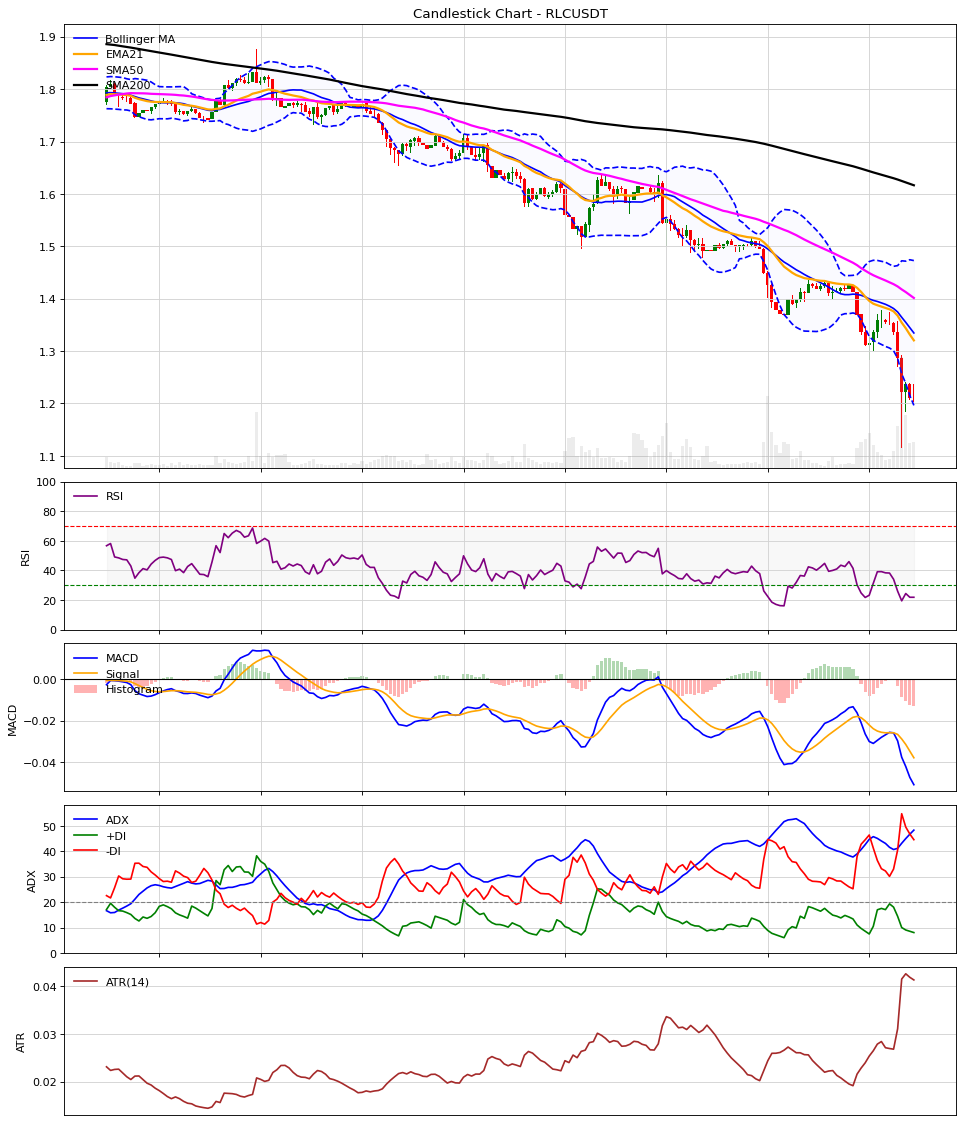 Candlestick Chart - RLCUSDT
Bollinger MA
EMA21
SMA50
SMA200
1.9
1.8
1.7
1.6
1.5
1.4
1.3
1.2
1.1
RSI
RSI
100
80
60
40
20
0
MACD
Signal
Histogram
MACD
0.00
−0.02
−0.04
ADX
+DI
-DI
ADX
50
40
30
20
10
0
ATR(14)
ATR
0.04
0.03
0.02